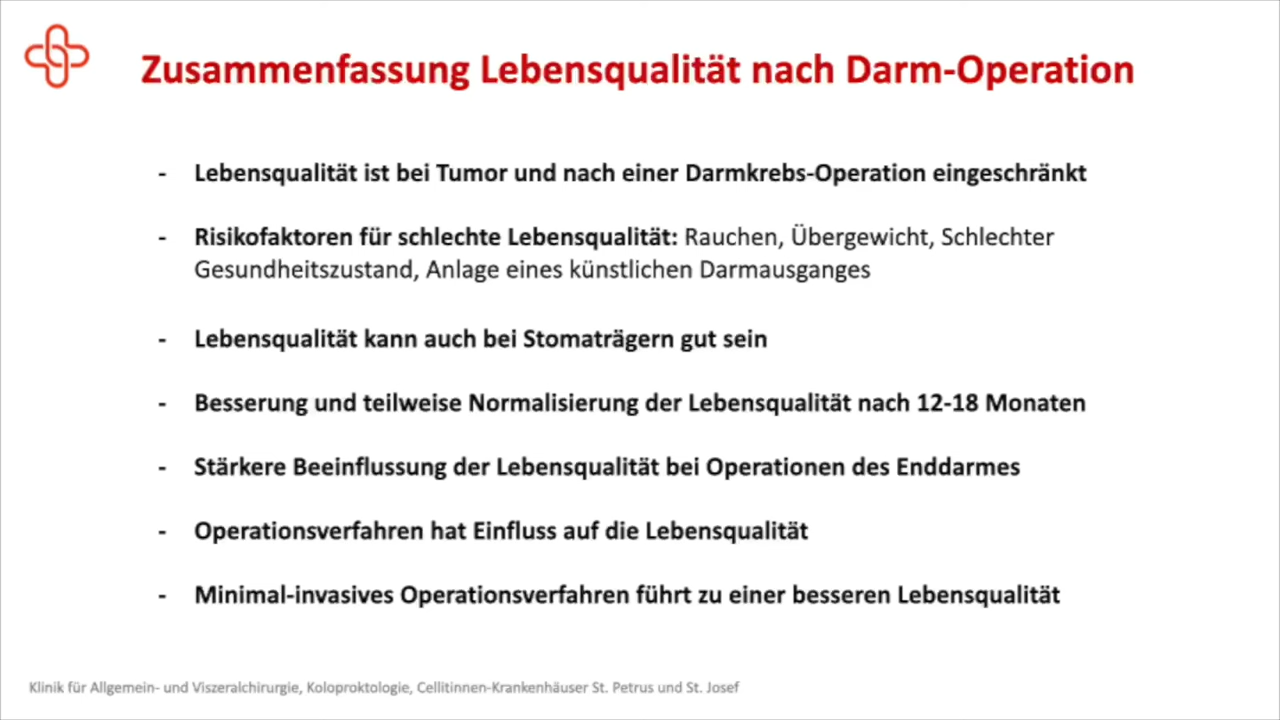 Zusammenfassung Lebensqualität nach Darm-Operation
- Lebensqualität ist bei Tumor und nach einer Darmkrebs-Operation eingeschränkt
- Risikofaktoren für schlechte Lebensqualität: Rauchen, Übergewicht, Schlechter
Gesundheitszustand, Anlage eines künstlichen Darmausganges
- Lebensqualität kann auch bei Stomaträgern gut sein
- Besserung und teilweise Normalisierung der Lebensqualität nach 12-18 Monaten
- Stärkere Beeinflussung der Lebensqualität bei Operationen des Enddarmes
- Operationsverfahren hat Einfluss auf die Lebensqualität
- Minimal-invasives Operationsverfahren führt zu einer besseren Lebensqualität
Klinik für Allgemein- und Viszeralchirurgie, Koloproktologie, Cellitinnen-Krankenhäuser St. Petrus und St. Josef